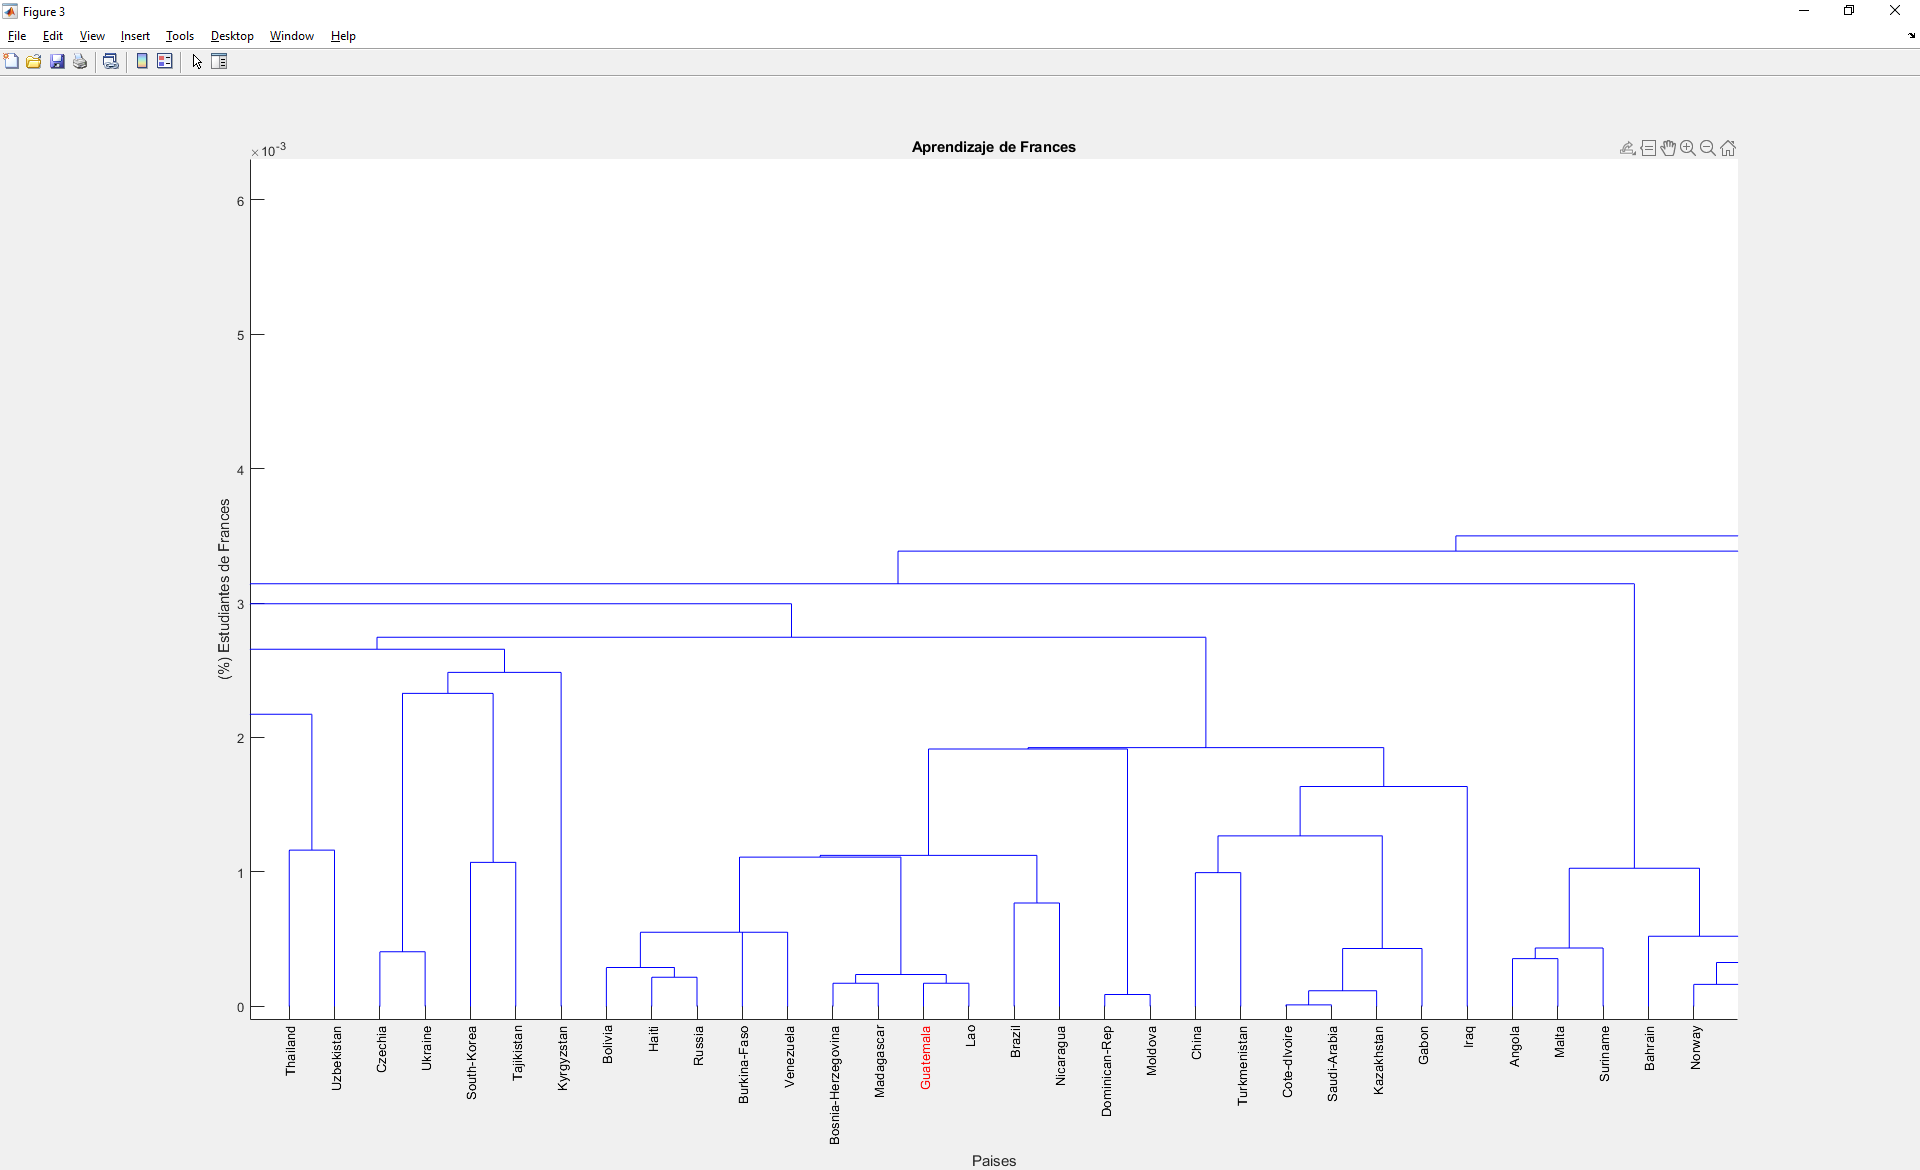 Figure 3
File Edit View Insert Tools Desktop Window Help
×10-3
Aprendizaje de Frances
6
5
4
3
2
1
0
(%) Estudiantes de Frances
Thailand
Uzbekistan
Czechia
Ukraine
South-Korea
Tajikistan
Kyrgyzstan
Bolivia
Haiti
Russia
Burkina-Faso
Venezuela
Bosnia-Herzegovina
Madagascar
Guatemala
Lao
Brazil
Nicaragua
Dominican-Rep
Moldova
China
Turkmenistan
Cote-dIvoire
Saudi-Arabia
Kazakhstan
Gabon
Iraq
Angola
Malta
Suriname
Bahrain
Norway
Paises